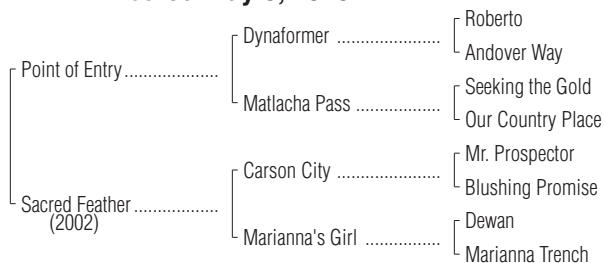 Roberto
Dynaformer ....................
Andover Way
Point of Entry ....................
Seeking the Gold
Matlacha Pass ..................
Our Country Place
Mr. Prospector
Carson City ....................
Blushing Promise
Sacred Feather ..................
(2002)
Dewan
Marianna's Girl .................
Marianna Trench